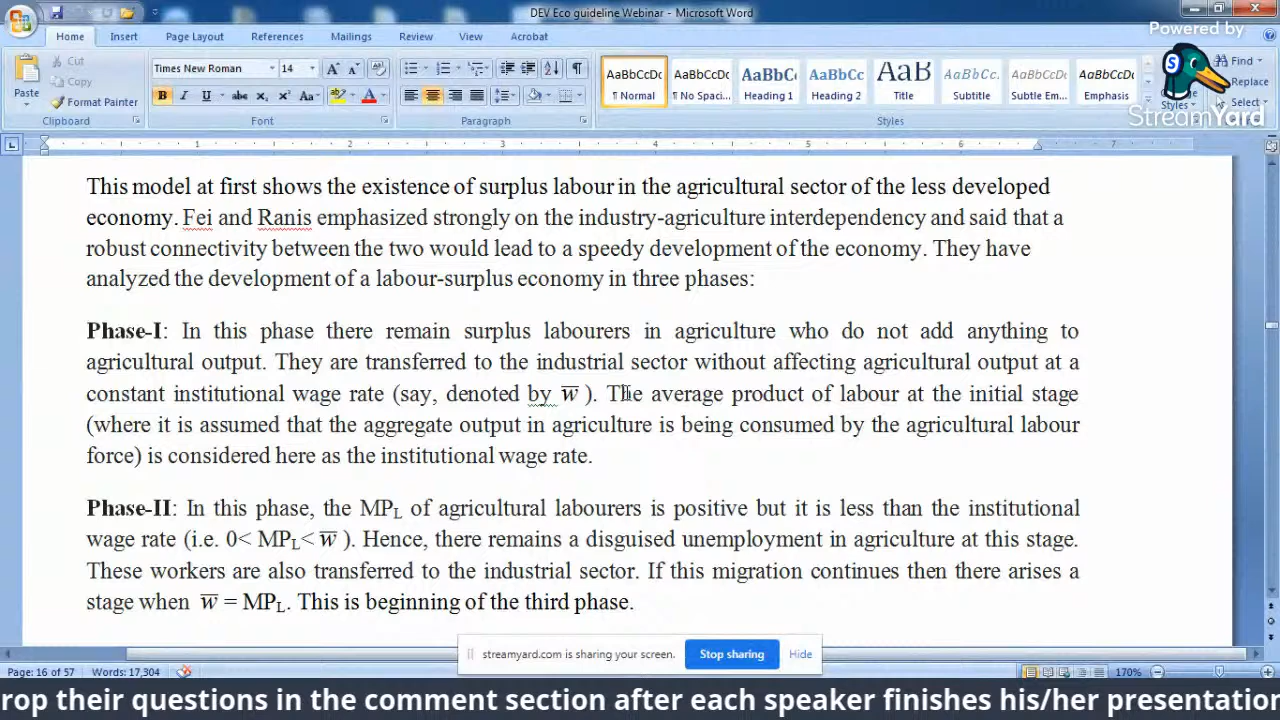 DEV Eco guideline Webinar - Microsoft Word
Powered by
Home Insert Page Layout References Mailings Review View Acrobat
Cut
Copy
Paste
Format Painter
Times New Roman 14
AaBbCcDc AaBbCcDc AaBbCc AaBbCc AaB AaBbCc. AaBbCcDc AaBbCcDc
¶ Normal ¶ No Spaci... Heading 1 Heading 2 Title Subtitle Subtle Em... Emphasis
Styles
Find
Replace
Select
StreamYard
Clipboard Font Paragraph Styles
1 2 3 4 5 6 7
This model at first shows the existence of surplus labour in the agricultural sector of the less developed
economy. Fei and Ranis emphasized strongly on the industry-agriculture interdependency and said that a
robust connectivity between the two would lead to a speedy development of the economy. They have
analyzed the development of a labour-surplus economy in three phases:
Phase-I: In this phase there remain surplus labourers in agriculture who do not add anything to
agricultural output. They are transferred to the industrial sector without affecting agricultural output at a
constant institutional wage rate (say, denoted by w̅ ). The average product of labour at the initial stage
(where it is assumed that the aggregate output in agriculture is being consumed by the agricultural labour
force) is considered here as the institutional wage rate.
Phase-II: In this phase, the MPL of agricultural labourers is positive but it is less than the institutional
wage rate (i.e. 0< MPL< w̅ ). Hence, there remains a disguised unemployment in agriculture at this stage.
These workers are also transferred to the industrial sector. If this migration continues then there arises a
stage when w̅ = MPL. This is beginning of the third phase.
streamyard.com is sharing your screen. Stop sharing Hide
Page: 16 of 57 Words: 17,304 170%
rop their questions in the comment section after each speaker finishes his/her presentation